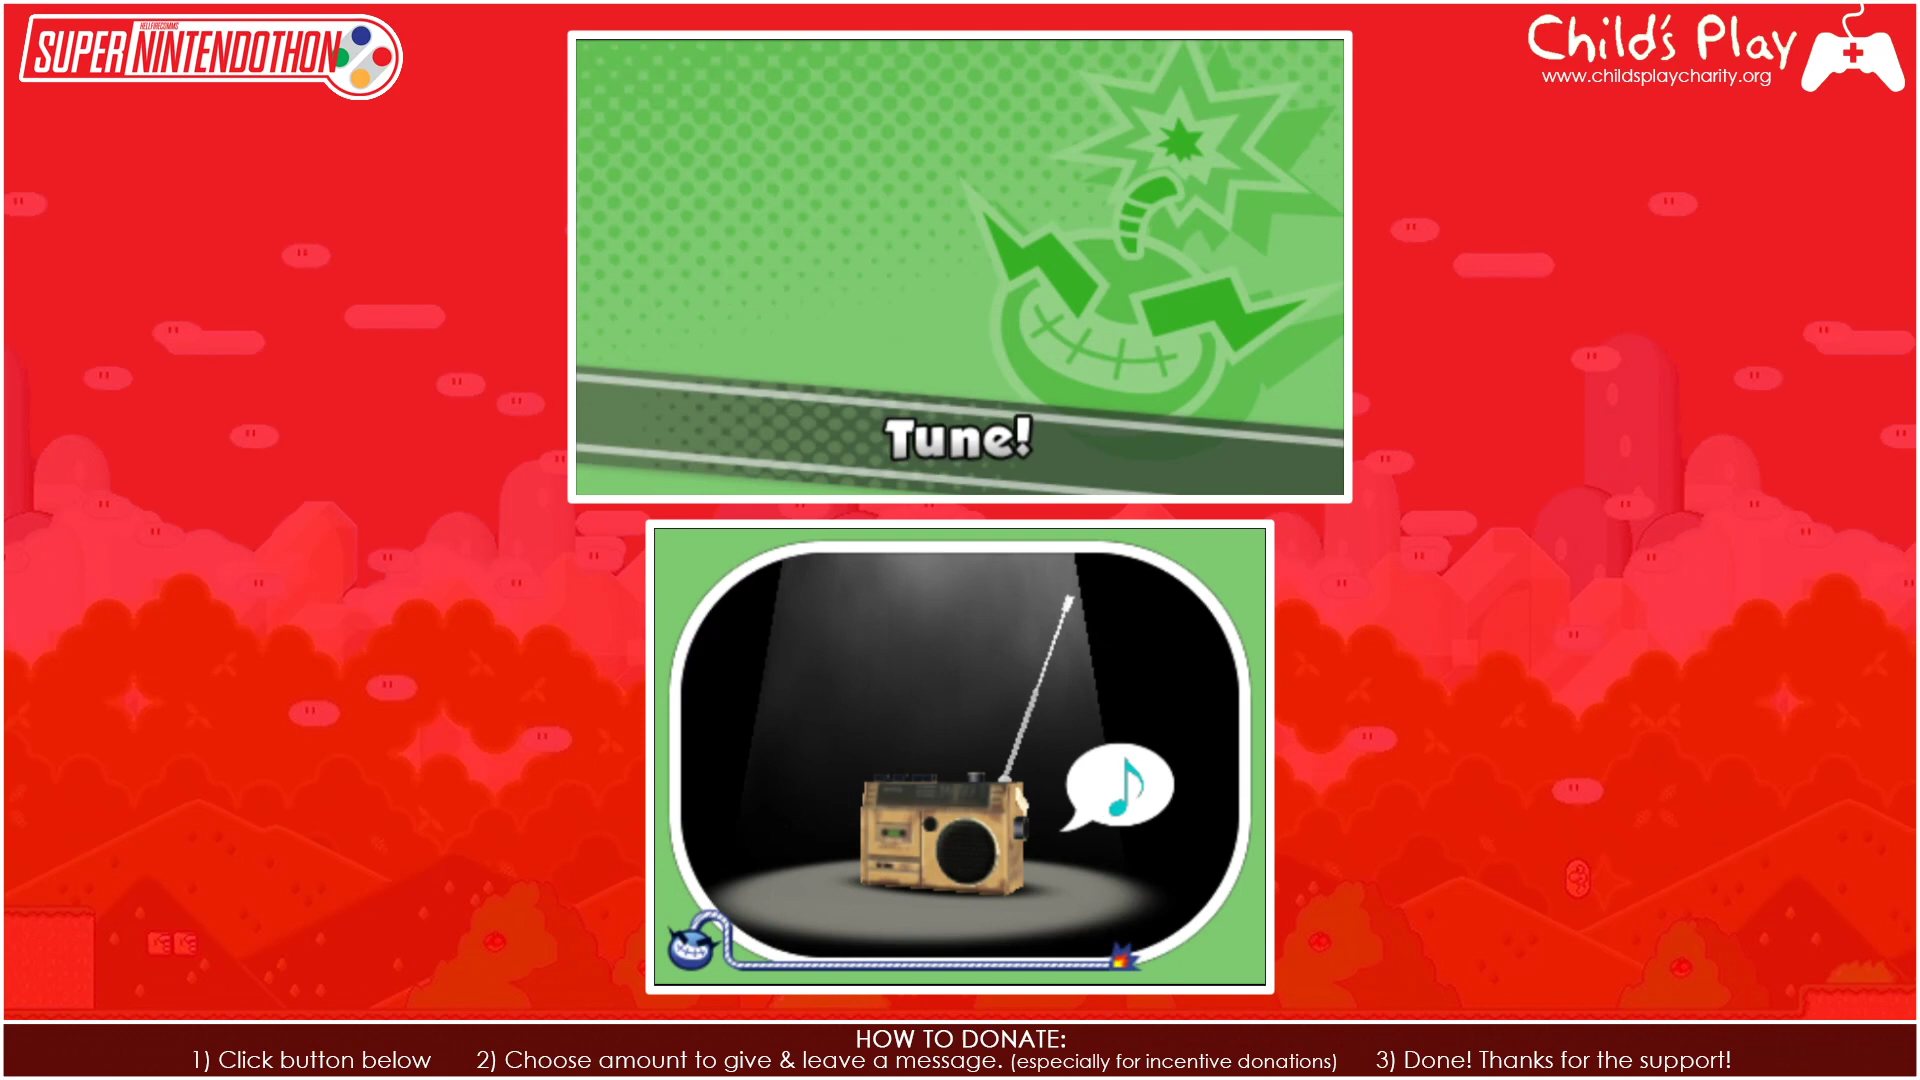 HELLFIRECOMMS
SUPER NINTENDOTHON
Child's Play
www.childsplaycharity.org
Tune!
HOW TO DONATE:
1) Click button below 2) Choose amount to give & leave a message. (especially for incentive donations) 3) Done! Thanks for the support!